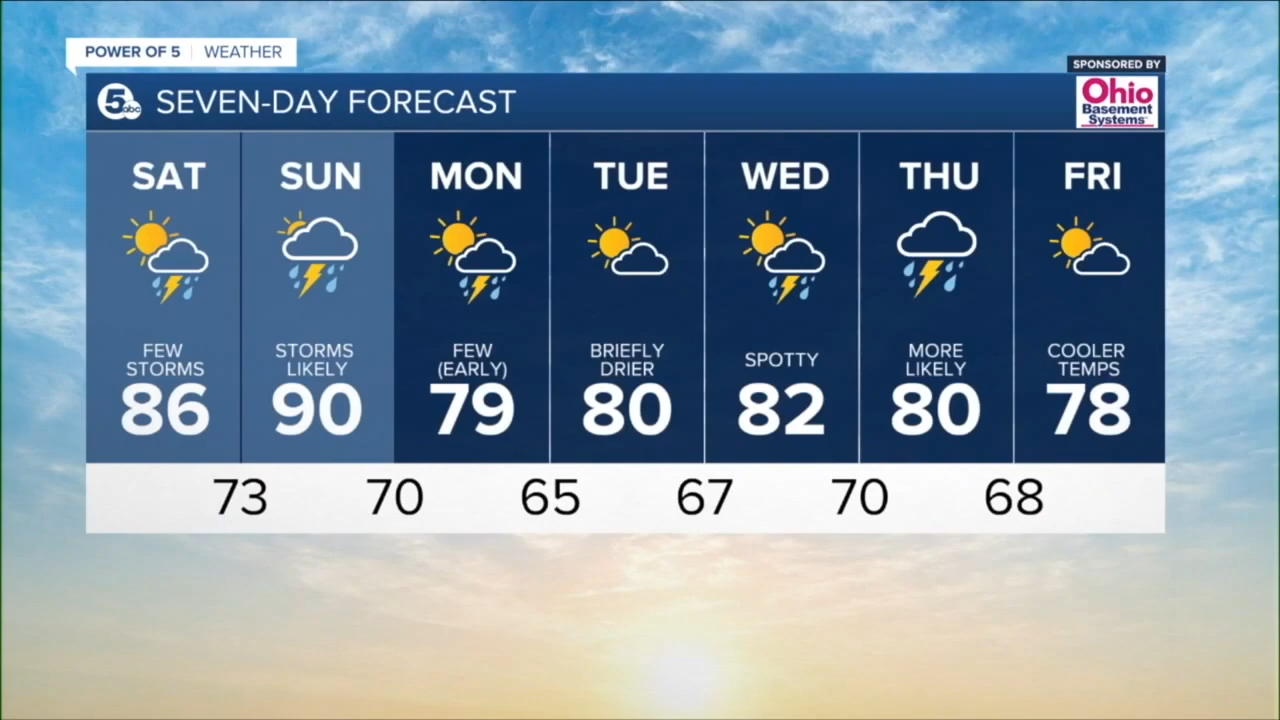 POWER OF 5 | WEATHER
SPONSORED BY
Ohio
Basement
Systems
5 abc SEVEN-DAY FORECAST
SAT SUN MON TUE WED THU FRI
FEW
STORMS
STORMS
LIKELY
FEW
(EARLY)
BRIEFLY
DRIER
SPOTTY
MORE
LIKELY
COOLER
TEMPS
86 90 79 80 82 80 78
73 70 65 67 70 68